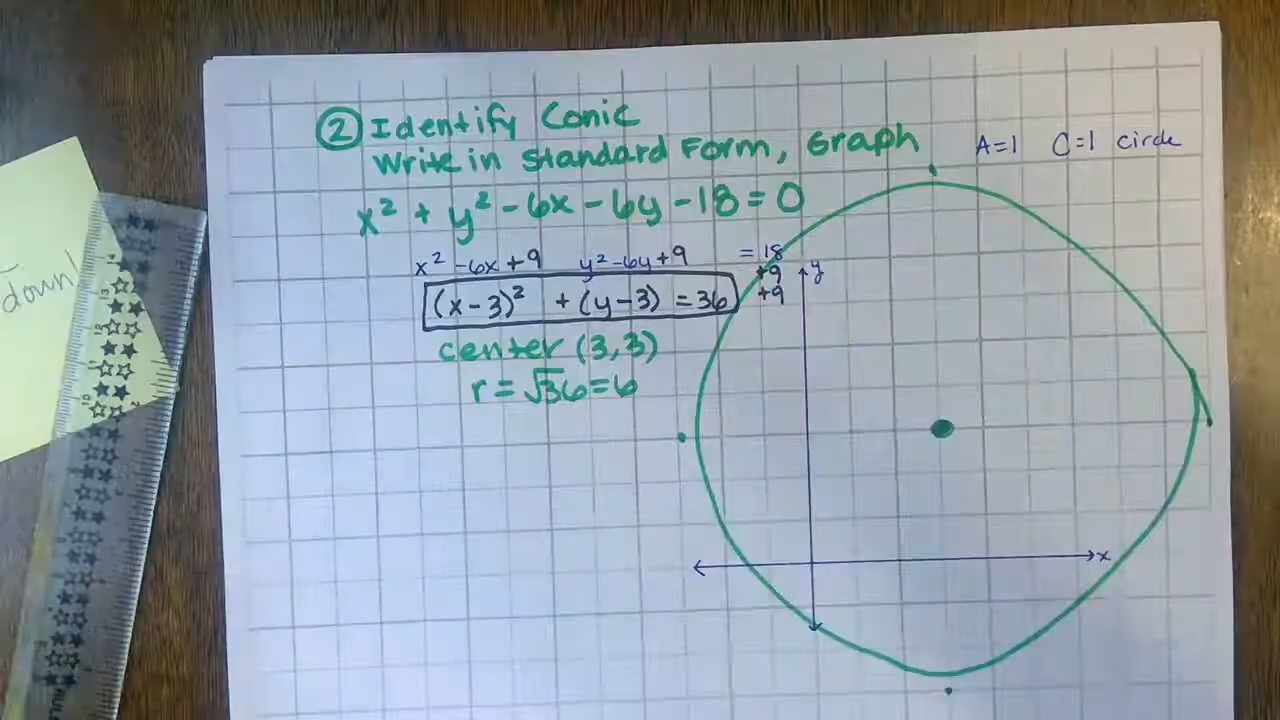 ② Identify Conic
Write in Standard Form, Graph
A=1 C=1 circle
x² + y² - 6x - 6y - 18 = 0
x² - 6x + 9 y² - 6y + 9 = 18
+9
+9
(x - 3)² + (y - 3) = 36
center (3, 3)
r = √36 = 6
y
x
down!